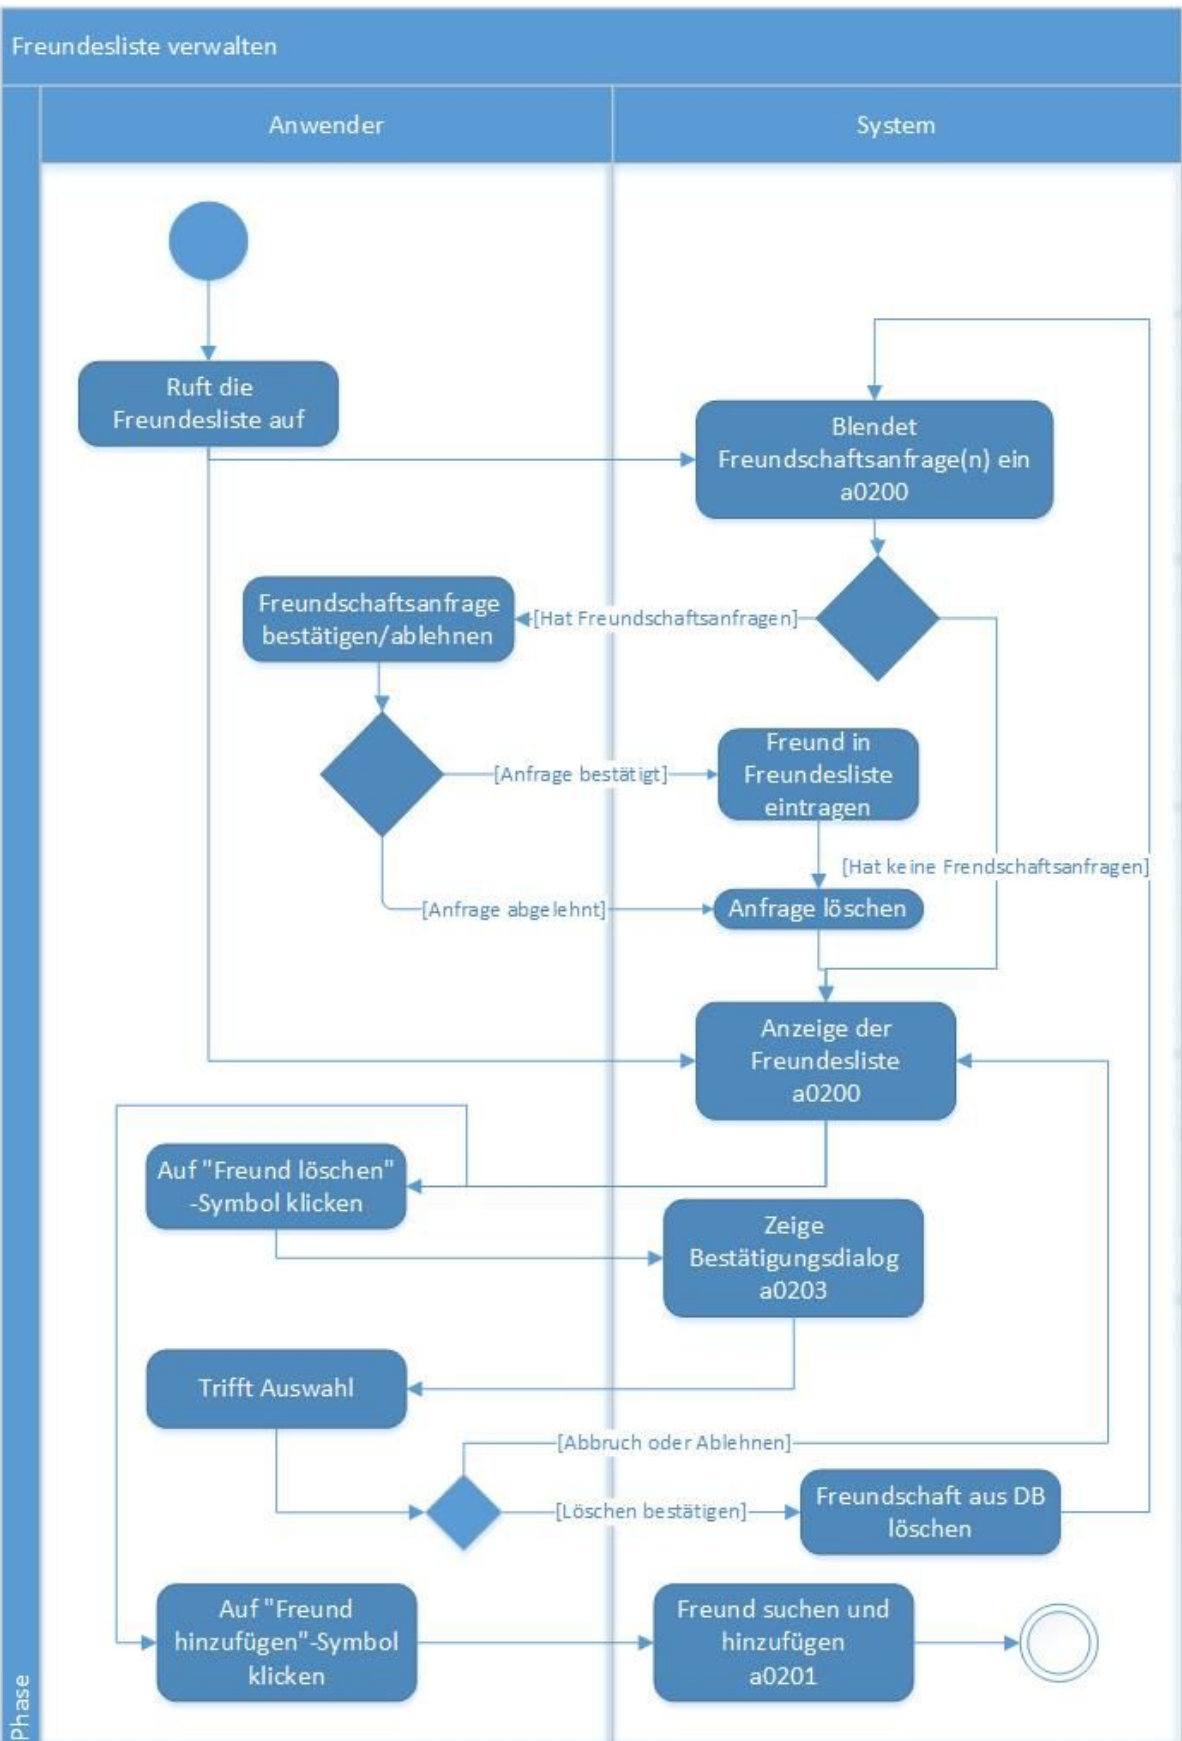 Freundesliste verwalten
Anwender
System
Ruft die
Freundesliste auf
Blendet
Freundschaftsanfrage(n) ein
a0200
Freundschaftsanfrage
bestätigen/ablehnen
[Hat Freundschaftsanfragen]
Freund in
Freundesliste
eintragen
[Anfrage bestätigt]
[Hat keine Frendschaftsanfragen]
[Anfrage abgelehnt]
Anfrage löschen
Anzeige der
Freundesliste
a0200
Auf "Freund löschen"
-Symbol klicken
Zeige
Bestätigungsdialog
a0203
Trifft Auswahl
[Abbruch oder Ablehnen]
[Löschen bestätigen]
Freundschaft aus DB
löschen
Auf "Freund
hinzufügen"-Symbol
klicken
Freund suchen und
hinzufügen
a0201
Phase